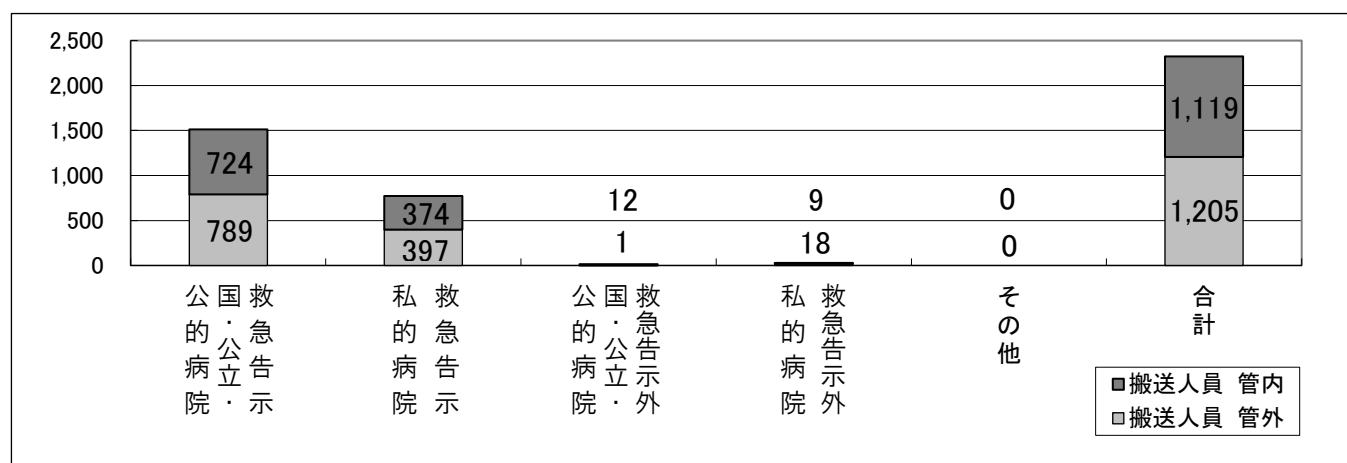 2,500
2,000
1,500
1,000
500
0
724
789
374
397
12
1
9
18
0
0
1,119
1,205
救急告示
国・公立・
公的病院
救急告示
私的病院
救急告示外
国・公立・
公的病院
救急告示外
私的病院
その他
合計
搬送人員 管内
搬送人員 管外